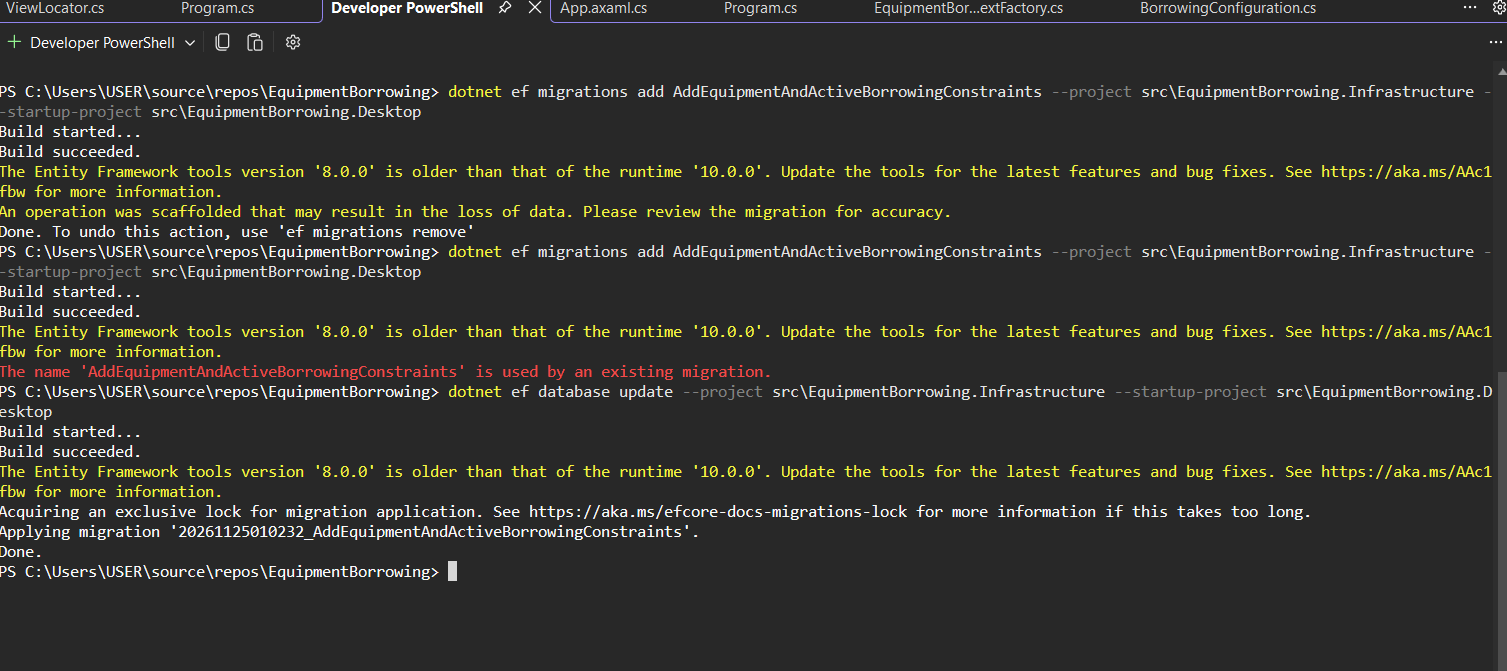 ViewLocator.cs Program.cs Developer PowerShell App.axaml.cs Program.cs EquipmentBor...extFactory.cs BorrowingConfiguration.cs
Developer PowerShell
PS C:\Users\USER\source\repos\EquipmentBorrowing> dotnet ef migrations add AddEquipmentAndActiveBorrowingConstraints --project src\EquipmentBorrowing.Infrastructure -
-startup-project src\EquipmentBorrowing.Desktop
Build started...
Build succeeded.
The Entity Framework tools version '8.0.0' is older than that of the runtime '10.0.0'. Update the tools for the latest features and bug fixes. See https://aka.ms/AAc1
fbw for more information.
An operation was scaffolded that may result in the loss of data. Please review the migration for accuracy.
Done. To undo this action, use 'ef migrations remove'
PS C:\Users\USER\source\repos\EquipmentBorrowing> dotnet ef migrations add AddEquipmentAndActiveBorrowingConstraints --project src\EquipmentBorrowing.Infrastructure -
-startup-project src\EquipmentBorrowing.Desktop
Build started...
Build succeeded.
The Entity Framework tools version '8.0.0' is older than that of the runtime '10.0.0'. Update the tools for the latest features and bug fixes. See https://aka.ms/AAc1
fbw for more information.
The name 'AddEquipmentAndActiveBorrowingConstraints' is used by an existing migration.
PS C:\Users\USER\source\repos\EquipmentBorrowing> dotnet ef database update --project src\EquipmentBorrowing.Infrastructure --startup-project src\EquipmentBorrowing.D
esktop
Build started...
Build succeeded.
The Entity Framework tools version '8.0.0' is older than that of the runtime '10.0.0'. Update the tools for the latest features and bug fixes. See https://aka.ms/AAc1
fbw for more information.
Acquiring an exclusive lock for migration application. See https://aka.ms/efcore-docs-migrations-lock for more information if this takes too long.
Applying migration '20261125010232_AddEquipmentAndActiveBorrowingConstraints'.
Done.
PS C:\Users\USER\source\repos\EquipmentBorrowing>